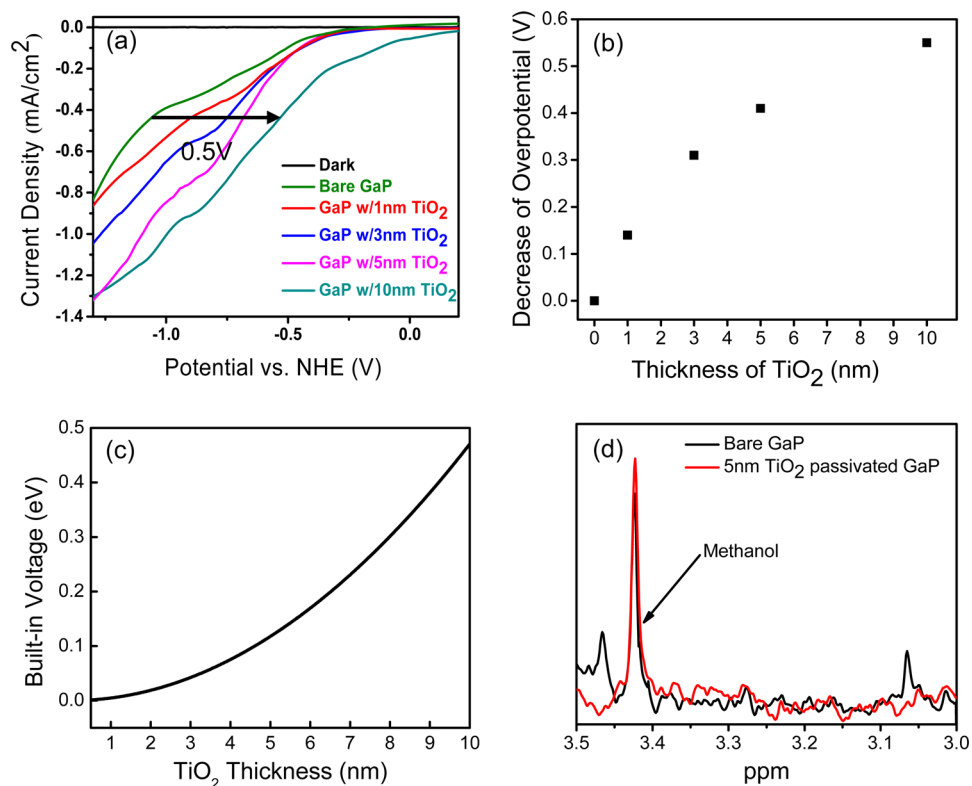 (a)
0.0
-0.2
-0.4
-0.6
-0.8
-1.0
-1.2
-1.4
Current Density (mA/cm²)
0.5V
Dark
Bare GaP
GaP w/1nm TiO₂
GaP w/3nm TiO₂
GaP w/5nm TiO₂
GaP w/10nm TiO₂
-1.0 -0.5 0.0
Potential vs. NHE (V)
(b)
0.6
0.5
0.4
0.3
0.2
0.1
0.0
Decrease of Overpotential (V)
0 1 2 3 4 5 6 7 8 9 10
Thickness of TiO₂ (nm)
(c)
0.5
0.4
0.3
0.2
0.1
0.0
Built-in Voltage (eV)
1 2 3 4 5 6 7 8 9 10
TiO₂ Thickness (nm)
(d)
Bare GaP
5nm TiO₂ passivated GaP
Methanol
3.5 3.4 3.3 3.2 3.1 3.0
ppm